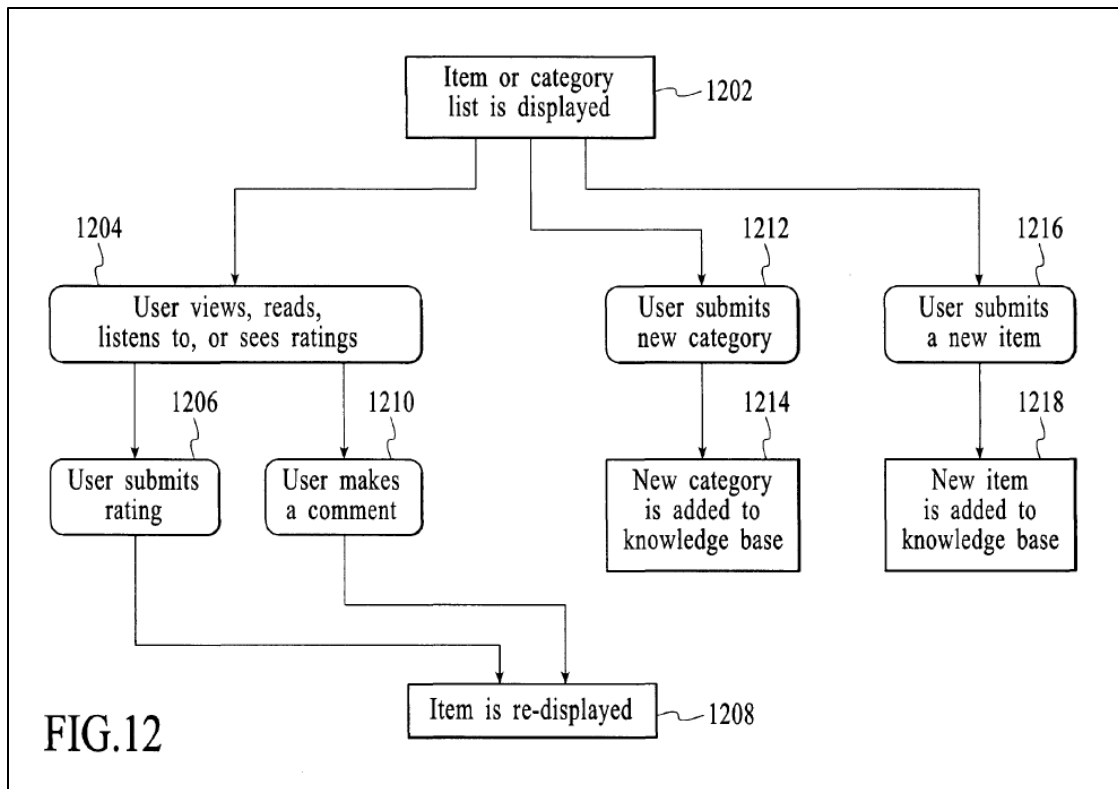 Item or category
list is displayed
1202
1204
1212
1216
User views, reads,
listens to, or sees ratings
User submits
new category
User submits
a new item
1206
1210
1214
1218
User submits
rating
User makes
a comment
New category
is added to
knowledge base
New item
is added to
knowledge base
Item is re-displayed
1208
FIG.12